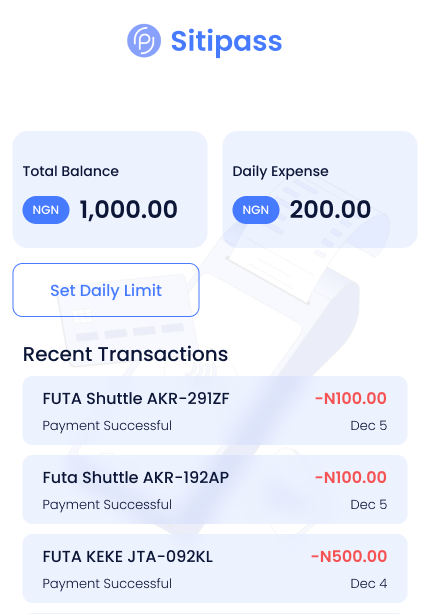 Sitipass
Total Balance
NGN 1,000.00
Daily Expense
NGN 200.00
Set Daily Limit
Recent Transactions
FUTA Shuttle AKR-291ZF -N100.00
Payment Successful Dec 5
Futa Shuttle AKR-192AP -N100.00
Payment Successful Dec 5
FUTA KEKE JTA-092KL -N500.00
Payment Successful Dec 4